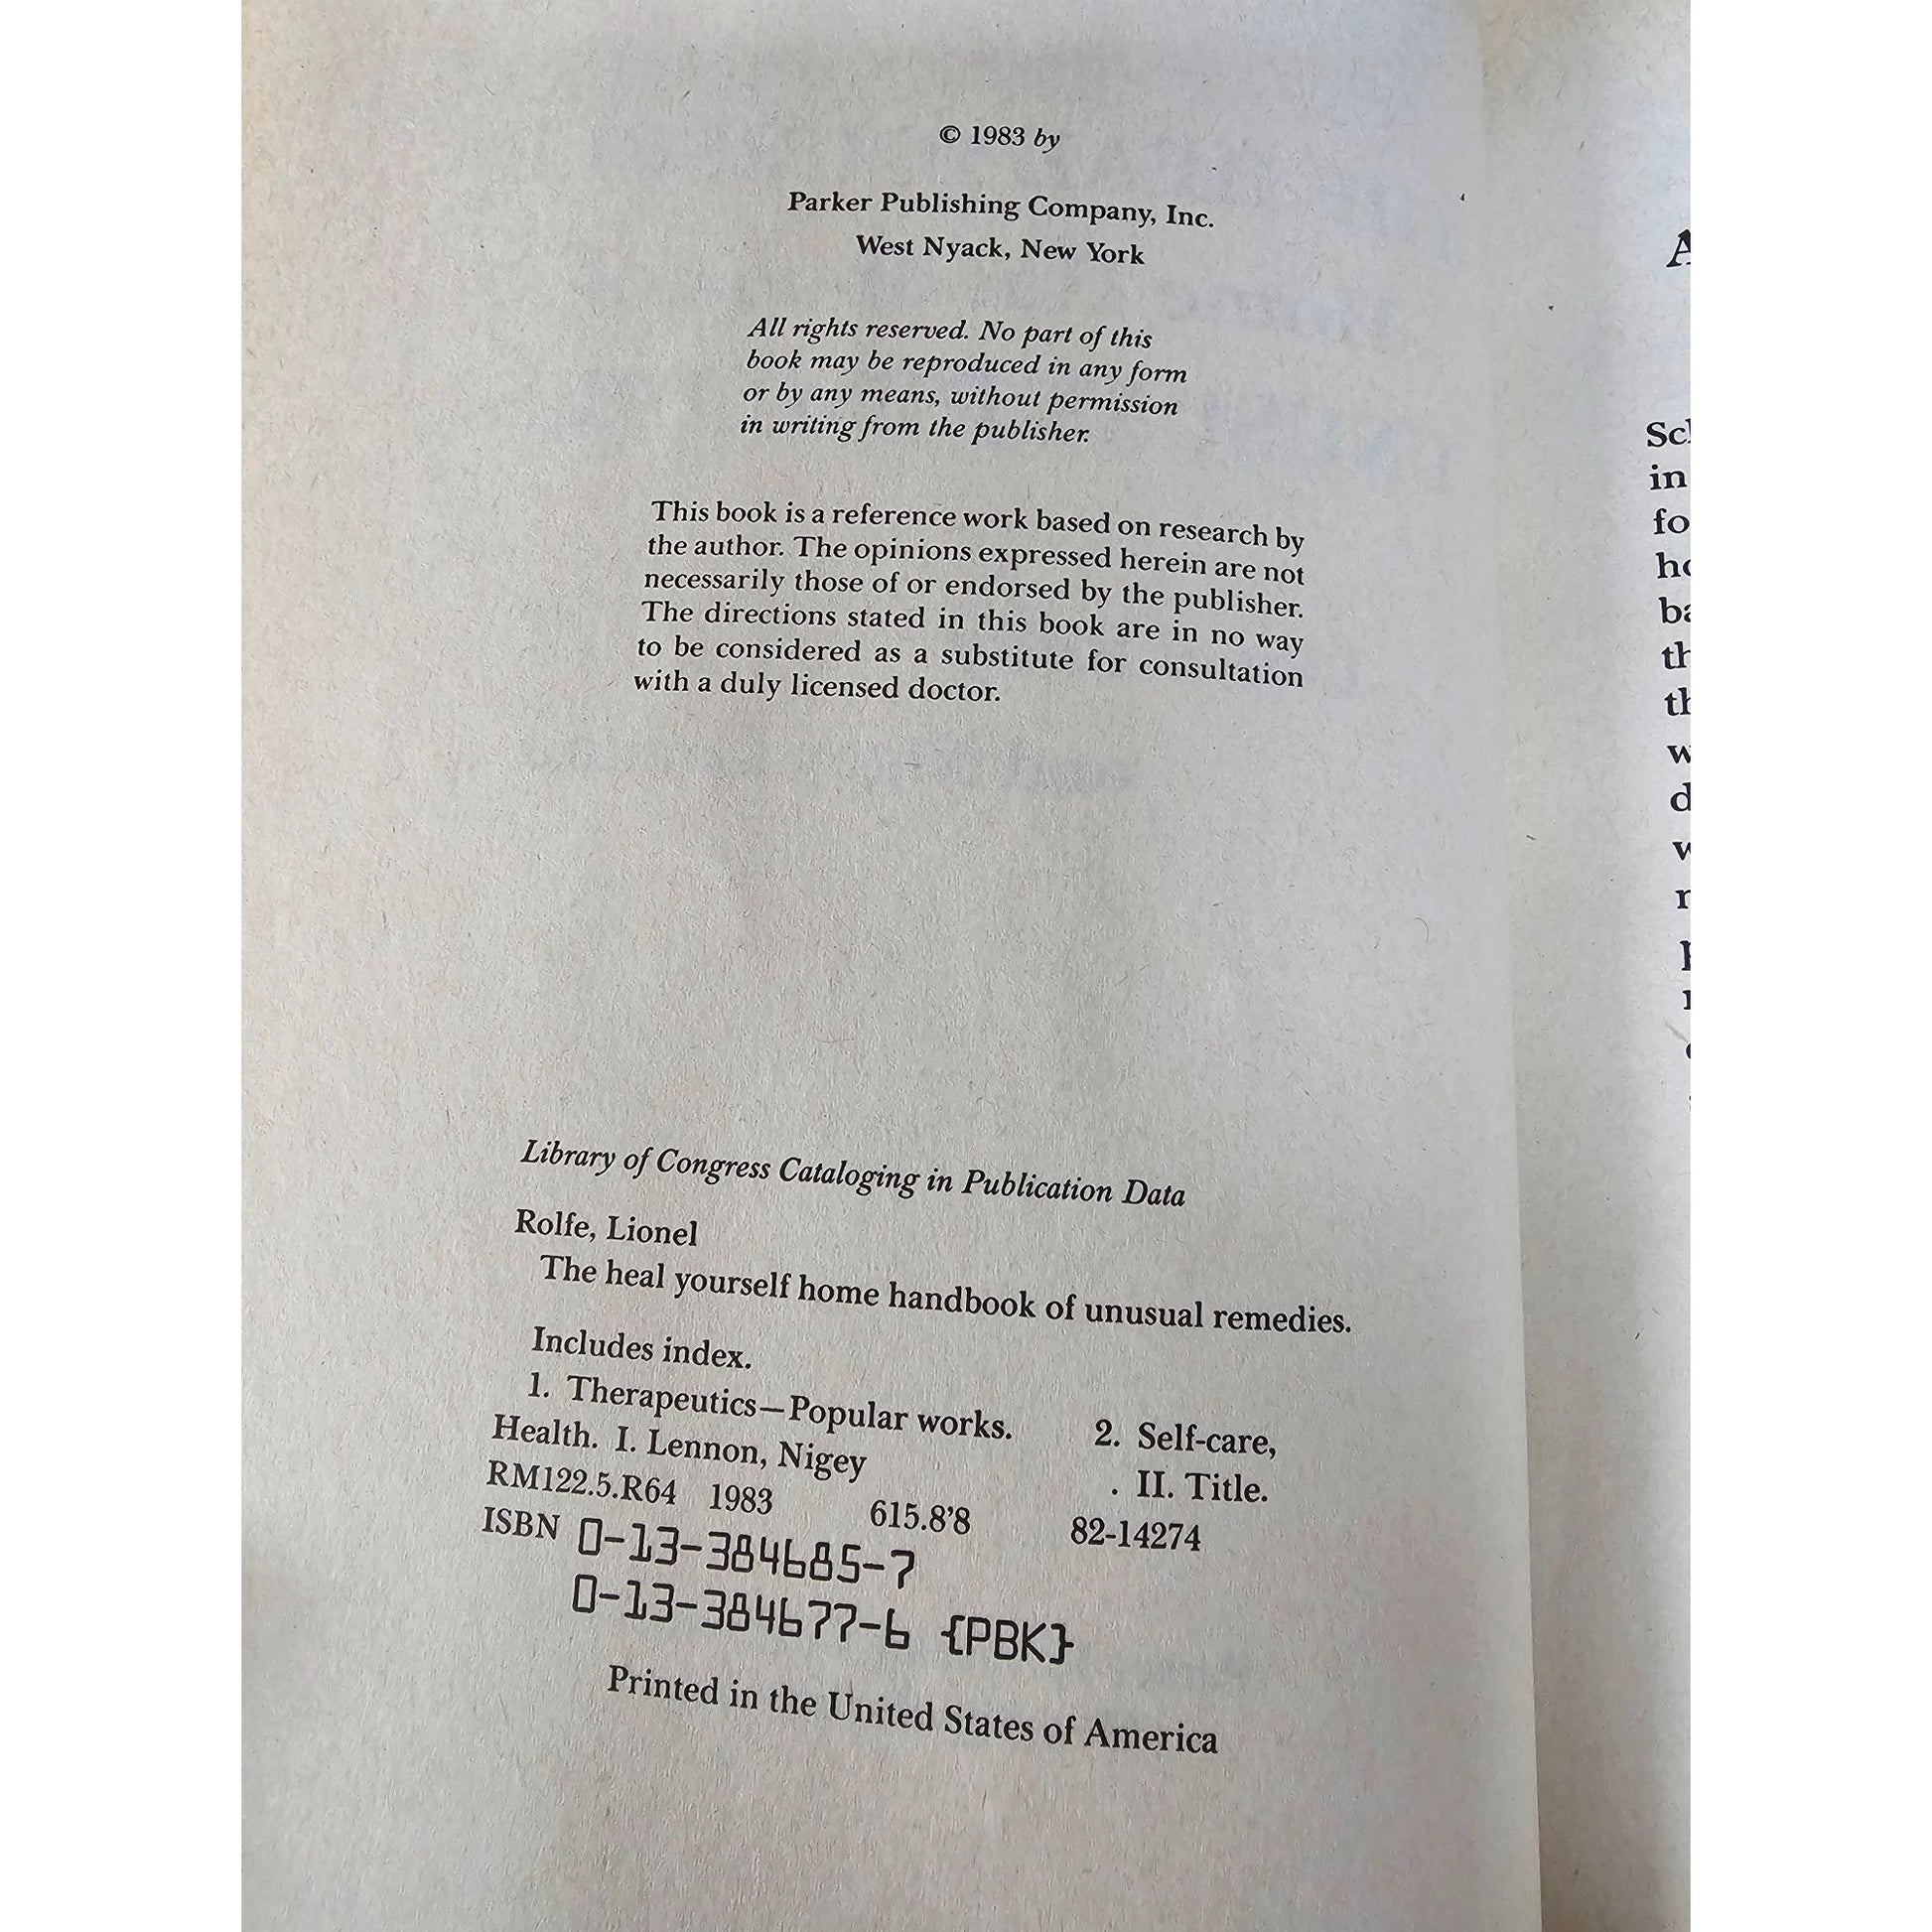 © 1983 by
Parker Publishing Company, Inc.
West Nyack, New York
All rights reserved. No part of this
book may be reproduced in any form
or by any means, without permission
in writing from the publisher.
This book is a reference work based on research by
the author. The opinions expressed herein are not
necessarily those of or endorsed by the publisher.
The directions stated in this book are in no way
to be considered as a substitute for consultation
with a duly licensed doctor.
Library of Congress Cataloging in Publication Data
Rolfe, Lionel
The heal yourself home handbook of unusual remedies.
Includes index.
1. Therapeutics—Popular works. 2. Self-care,
Health. I. Lennon, Nigey . II. Title.
RM122.5.R64 1983 615.8'8 82-14274
ISBN 0-13-384685-7
0-13-384677-6 {PBK}
Printed in the United States of America